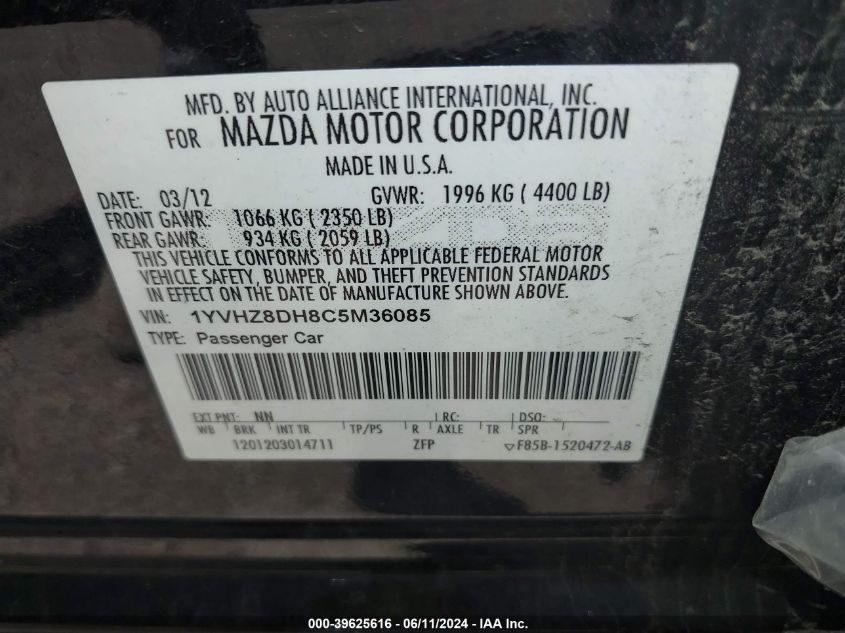 MFD. BY AUTO ALLIANCE INTERNATIONAL, INC.
FOR MAZDA MOTOR CORPORATION
MADE IN U.S.A.
DATE: 03/12 GVWR: 1996 KG ( 4400 LB)
FRONT GAWR: 1066 KG ( 2350 LB)
REAR GAWR: 934 KG ( 2059 LB)
THIS VEHICLE CONFORMS TO ALL APPLICABLE FEDERAL MOTOR
VEHICLE SAFETY, BUMPER, AND THEFT PREVENTION STANDARDS
IN EFFECT ON THE DATE OF MANUFACTURE SHOWN ABOVE.
VIN: 1YVHZ8DH8C5M36085
TYPE: Passenger Car
EXT PNT: NN RC: DSO:
WB BRK INT TR TP/PS R AXLE TR SPR
1201203014711 ZFP ▽F85B-1520472-AB
000-39625616 - 06/11/2024 - IAA Inc.